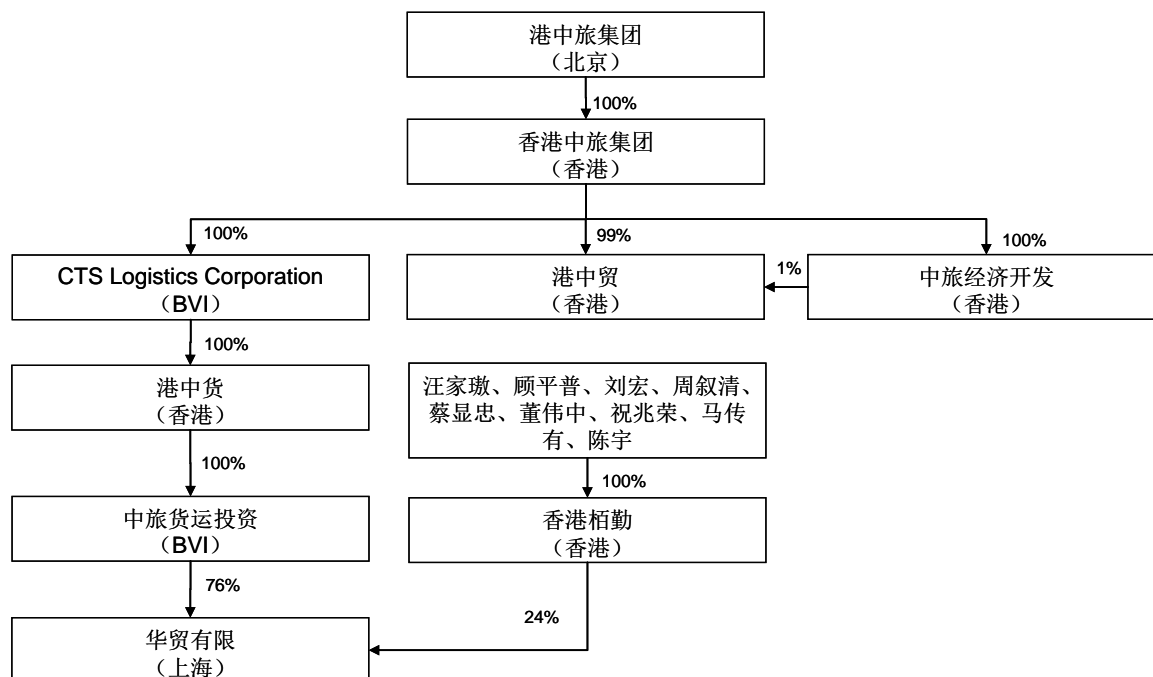 港中旅集团
（北京）
100%
香港中旅集团
（香港）
100%
99%
100%
CTS Logistics Corporation
（BVI）
港中贸
（香港）
1%
中旅经济开发
（香港）
100%
港中货
（香港）
汪家璈、顾平普、刘宏、周叙清、
蔡显忠、董伟中、祝兆荣、马传
有、陈宇
100%
100%
中旅货运投资
（BVI）
香港栢勤
（香港）
76%
24%
华贸有限
（上海）